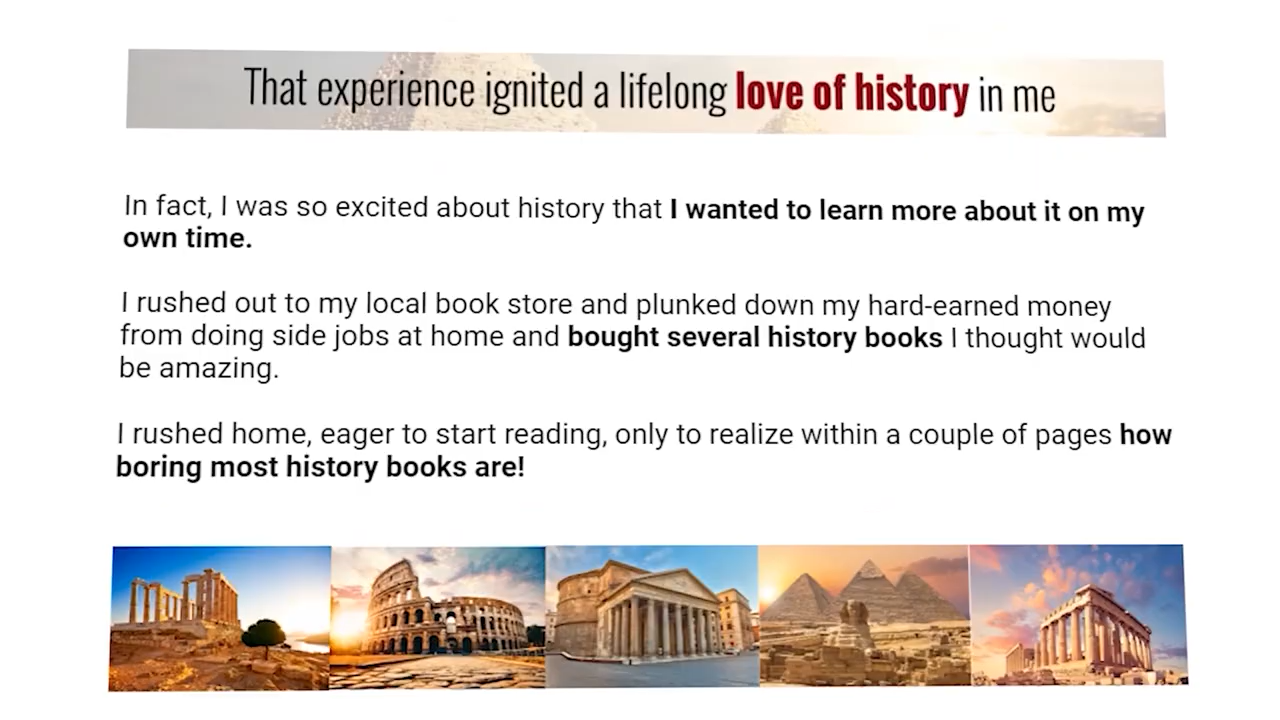 That experience ignited a lifelong love of history in me
In fact, I was so excited about history that I wanted to learn more about it on my
own time.
I rushed out to my local book store and plunked down my hard-earned money
from doing side jobs at home and bought several history books I thought would
be amazing.
I rushed home, eager to start reading, only to realize within a couple of pages how
boring most history books are!